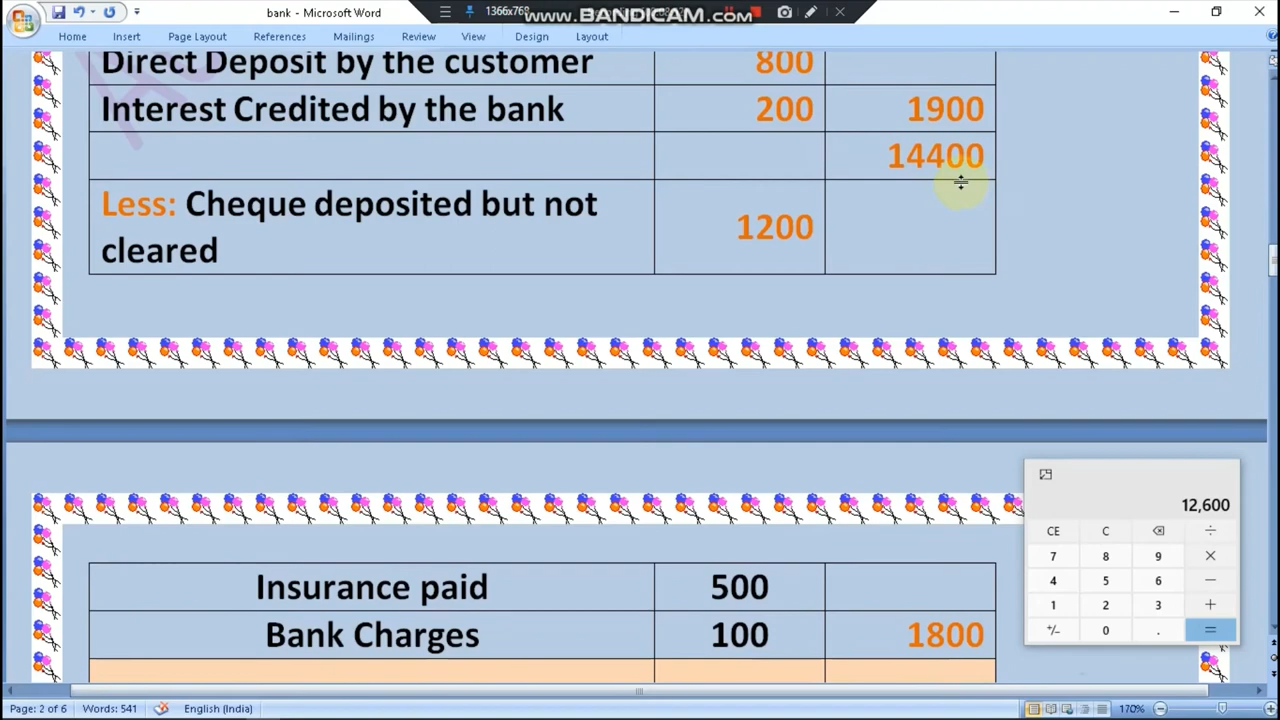 bank - Microsoft Word
1366x768
www.BANDICAM.com
Home Insert Page Layout References Mailings Review View Design Layout
Direct Deposit by the customer 800
Interest Credited by the bank 200 1900
14400
Less: Cheque deposited but not
cleared 1200
Insurance paid 500
Bank Charges 100 1800
12,600
CE C ÷
7 8 9 ×
4 5 6 −
1 2 3 +
+/- 0 . =
Page: 2 of 6 Words: 541 English (India) 170%